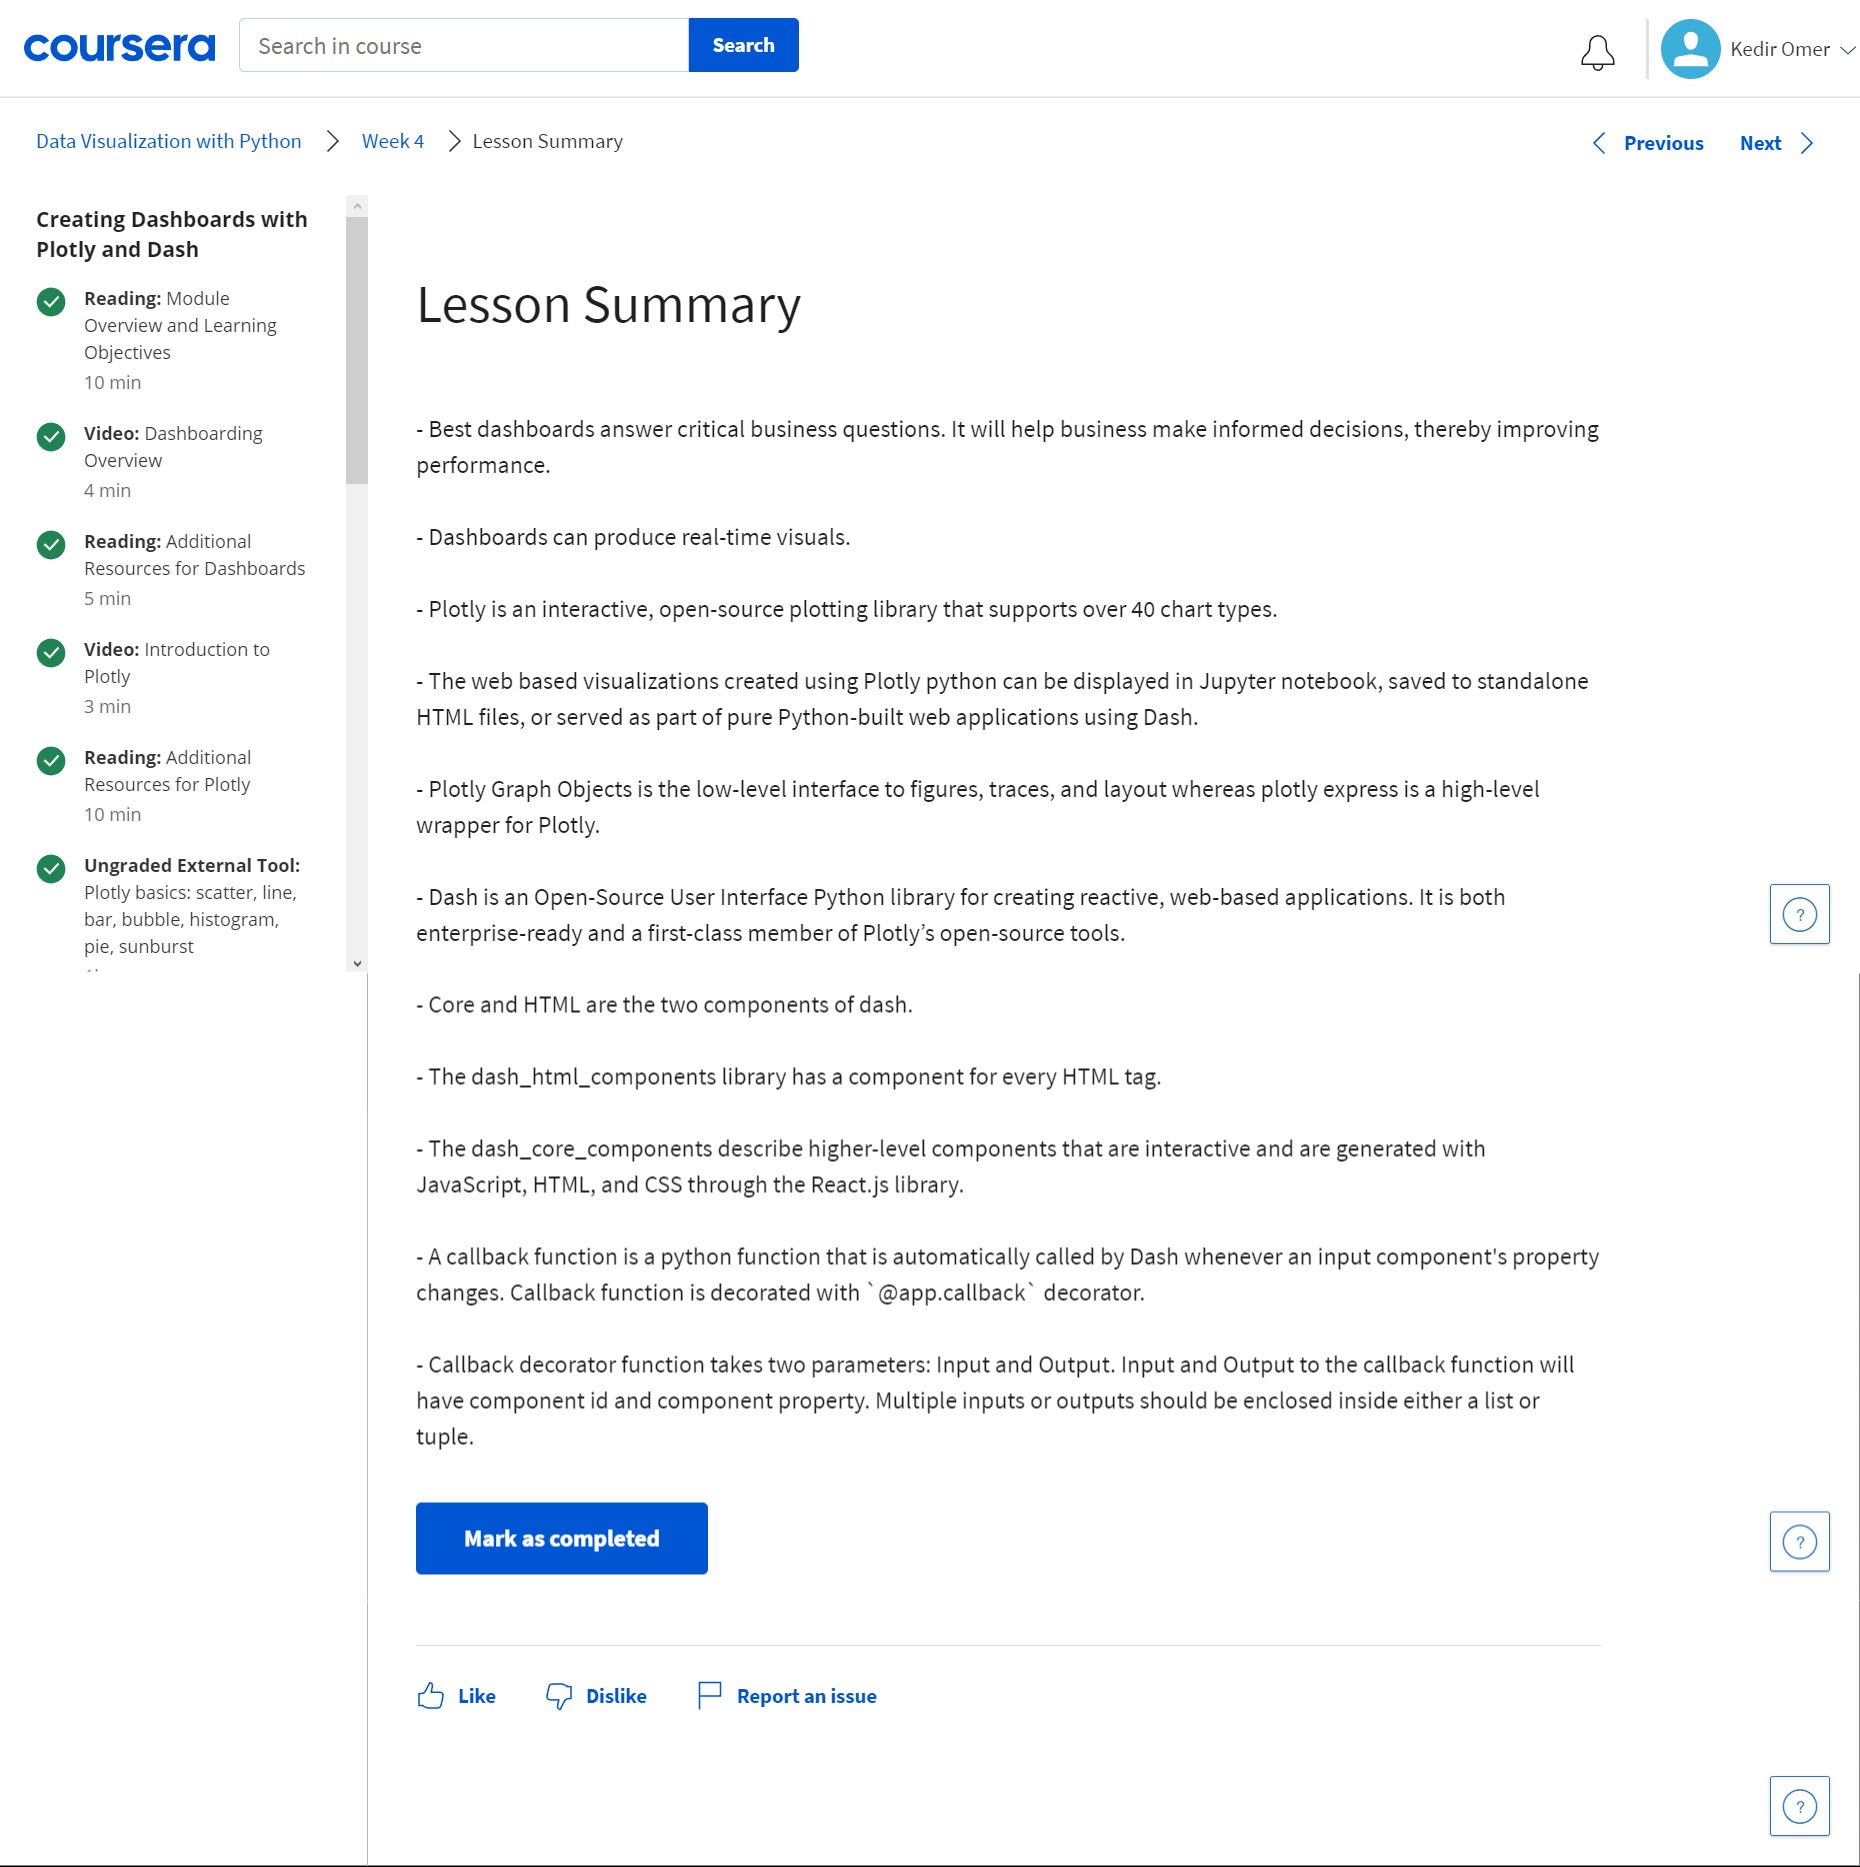 coursera
Search in course
Search
Kedir Omer
Data Visualization with Python
Week 4
Lesson Summary
Previous
Next
Creating Dashboards with
Plotly and Dash
Reading: Module
Overview and Learning
Objectives
10 min
Video: Dashboarding
Overview
4 min
Reading: Additional
Resources for Dashboards
5 min
Video: Introduction to
Plotly
3 min
Reading: Additional
Resources for Plotly
10 min
Ungraded External Tool:
Plotly basics: scatter, line,
bar, bubble, histogram,
pie, sunburst
Lesson Summary
- Best dashboards answer critical business questions. It will help business make informed decisions, thereby improving
performance.
- Dashboards can produce real-time visuals.
- Plotly is an interactive, open-source plotting library that supports over 40 chart types.
- The web based visualizations created using Plotly python can be displayed in Jupyter notebook, saved to standalone
HTML files, or served as part of pure Python-built web applications using Dash.
- Plotly Graph Objects is the low-level interface to figures, traces, and layout whereas plotly express is a high-level
wrapper for Plotly.
- Dash is an Open-Source User Interface Python library for creating reactive, web-based applications. It is both
enterprise-ready and a first-class member of Plotly’s open-source tools.
- Core and HTML are the two components of dash.
- The dash_html_components library has a component for every HTML tag.
- The dash_core_components describe higher-level components that are interactive and are generated with
JavaScript, HTML, and CSS through the React.js library.
- A callback function is a python function that is automatically called by Dash whenever an input component's property
changes. Callback function is decorated with `@app.callback` decorator.
- Callback decorator function takes two parameters: Input and Output. Input and Output to the callback function will
have component id and component property. Multiple inputs or outputs should be enclosed inside either a list or
tuple.
Mark as completed
Like
Dislike
Report an issue
?
?
?